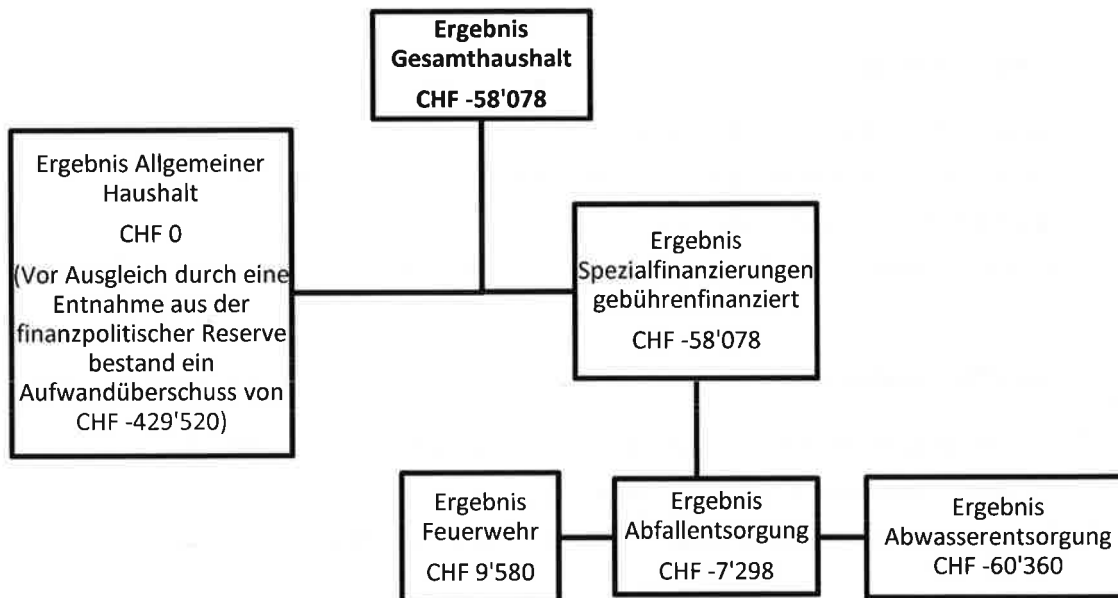 Ergebnis
Gesamthaushalt
CHF -58'078
Ergebnis Allgemeiner
Haushalt
CHF 0
(Vor Ausgleich durch eine
Entnahme aus der
finanzpolitischer Reserve
bestand ein
Aufwandüberschuss von
CHF -429'520)
Ergebnis
Spezialfinanzierungen
gebührenfinanziert
CHF -58'078
Ergebnis
Feuerwehr
CHF 9'580
Ergebnis
Abfallentsorgung
CHF -7'298
Ergebnis
Abwasserentsorgung
CHF -60'360